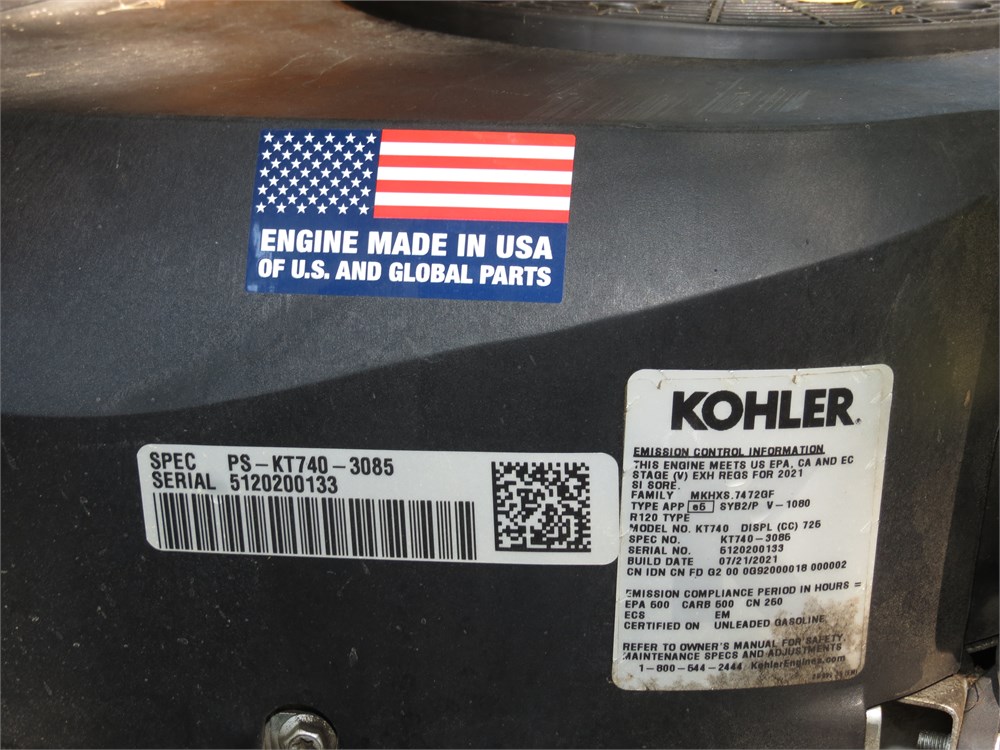 ENGINE MADE IN USA
OF U.S. AND GLOBAL PARTS
SPEC PS-KT740-3085
SERIAL 5120200133
KOHLER.
EMISSION CONTROL INFORMATION
THIS ENGINE MEETS US EPA, CA AND EC
STAGE (V) EXH REGS FOR 2021
SI SORE.
FAMILY MKHXS.7472GF
TYPE APP e5 SYB2/P V-1080
R120 TYPE
MODEL NO. KT740 DISPL (CC) 725
SPEC NO. KT740-3085
SERIAL NO. 5120200133
BUILD DATE 07/21/2021
CN IDN CN FD G2 00 0G92000018 000002
EMISSION COMPLIANCE PERIOD IN HOURS =
EPA 500 CARB 500 CN 250
ECS EM
CERTIFIED ON UNLEADED GASOLINE
REFER TO OWNER'S MANUAL FOR SAFETY,
MAINTENANCE SPECS AND ADJUSTMENTS
1-800-544-2444 KohlerEngines.com